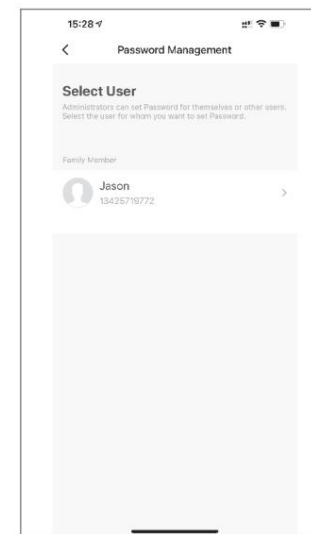 15:28
Password Management
Select User
Administrators can set Password for themselves or other users.
Select the user for whom you want to set Password.
Family Member
Jason
13425719772